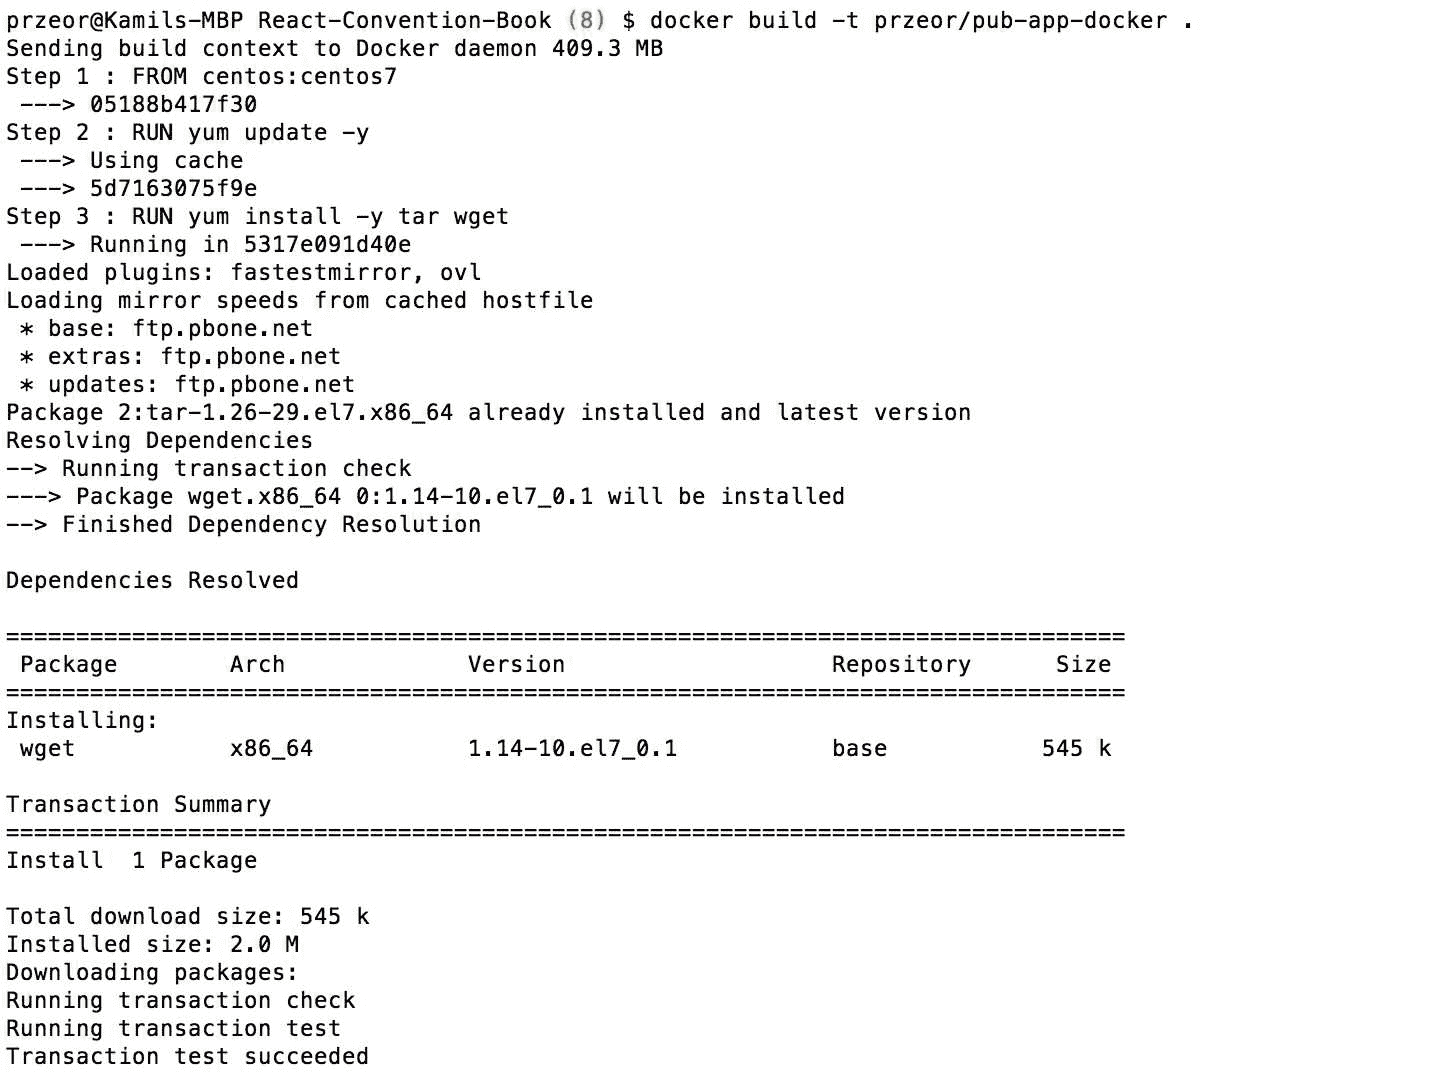 przeor@Kamils-MBP React-Convention-Book (8) $ docker build -t przeor/pub-app-docker .
Sending build context to Docker daemon 409.3 MB
Step 1 : FROM centos:centos7
 ---> 05188b417f30
Step 2 : RUN yum update -y
 ---> Using cache
 ---> 5d7163075f9e
Step 3 : RUN yum install -y tar wget
 ---> Running in 5317e091d40e
Loaded plugins: fastestmirror, ovl
Loading mirror speeds from cached hostfile
 * base: ftp.pbone.net
 * extras: ftp.pbone.net
 * updates: ftp.pbone.net
Package 2:tar-1.26-29.el7.x86_64 already installed and latest version
Resolving Dependencies
--> Running transaction check
---> Package wget.x86_64 0:1.14-10.el7_0.1 will be installed
--> Finished Dependency Resolution

Dependencies Resolved

================================================================================
 Package        Arch             Version                   Repository      Size
================================================================================
Installing:
 wget           x86_64           1.14-10.el7_0.1           base           545 k

Transaction Summary
================================================================================
Install  1 Package

Total download size: 545 k
Installed size: 2.0 M
Downloading packages:
Running transaction check
Running transaction test
Transaction test succeeded